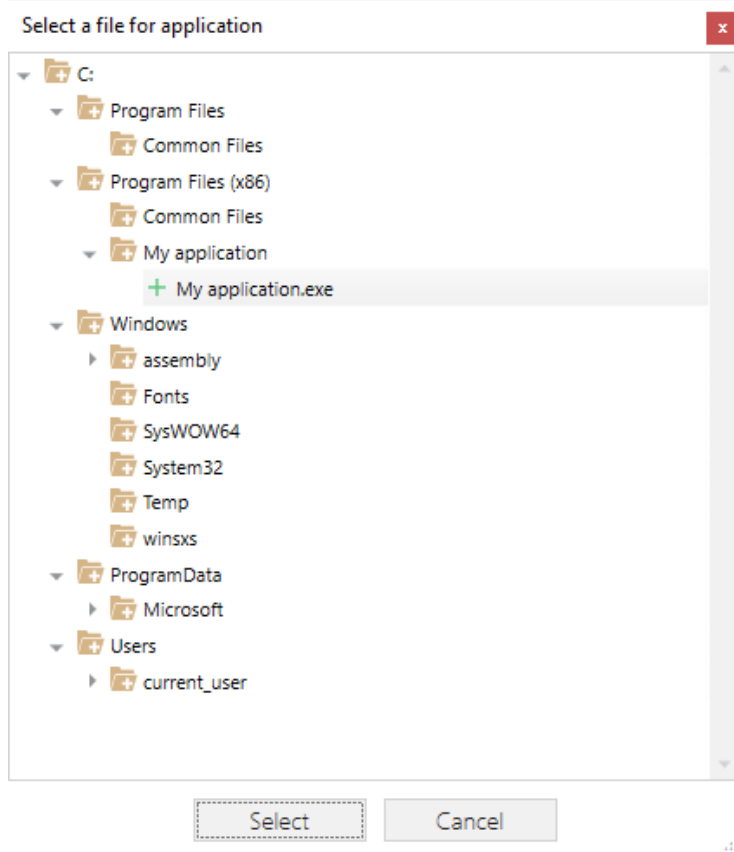 Select a file for application
x
C:
Program Files
Common Files
Program Files (x86)
Common Files
My application
My application.exe
Windows
assembly
Fonts
SysWOW64
System32
Temp
winsxs
ProgramData
Microsoft
Users
current_user
Select Cancel